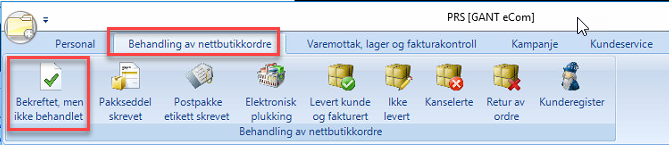 PRS [GANT eCom]
Personal Behandling av nettbutikkordre Varemottak, lager og fakturakontroll Kampanje Kundeservice
Bekreftet, men Pakkseddel Postpakke Elektronisk Levert kunde Ikke Kanselerte Retur av Kunderegister
ikke behandlet skrevet etikett skrevet plukking og fakturert levert ordre
Behandling av nettbutikkordre